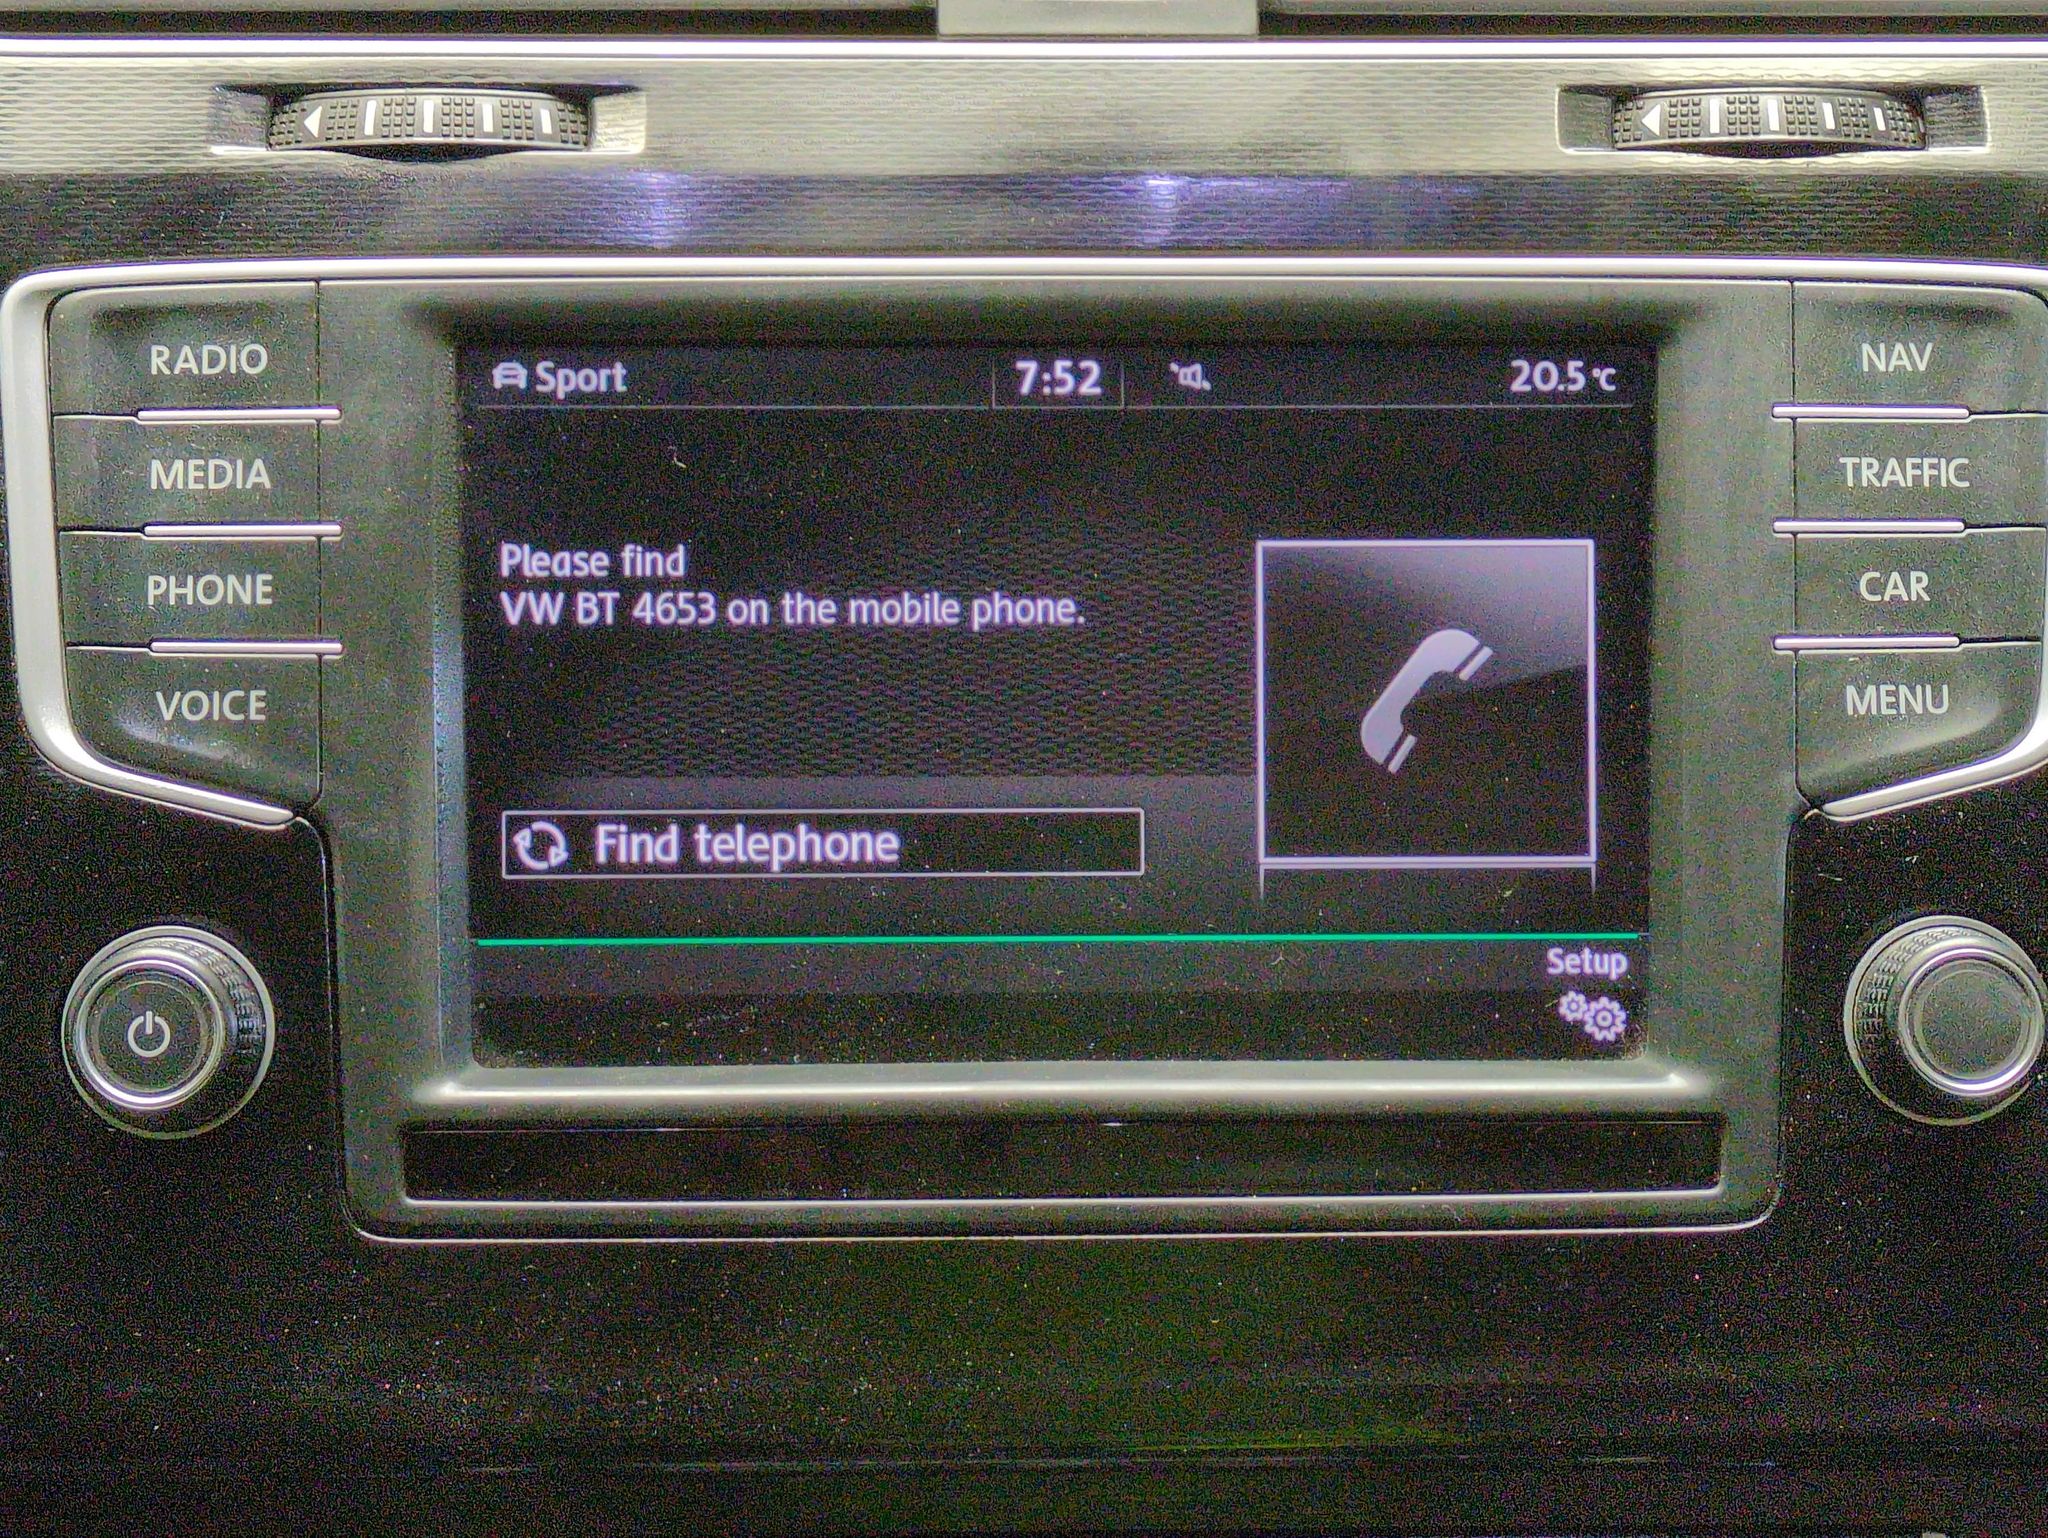 RADIO
MEDIA
PHONE
VOICE
Sport
7:52
20.5°C
Please find
VW BT 4653 on the mobile phone.
Find telephone
Setup
NAV
TRAFFIC
CAR
MENU